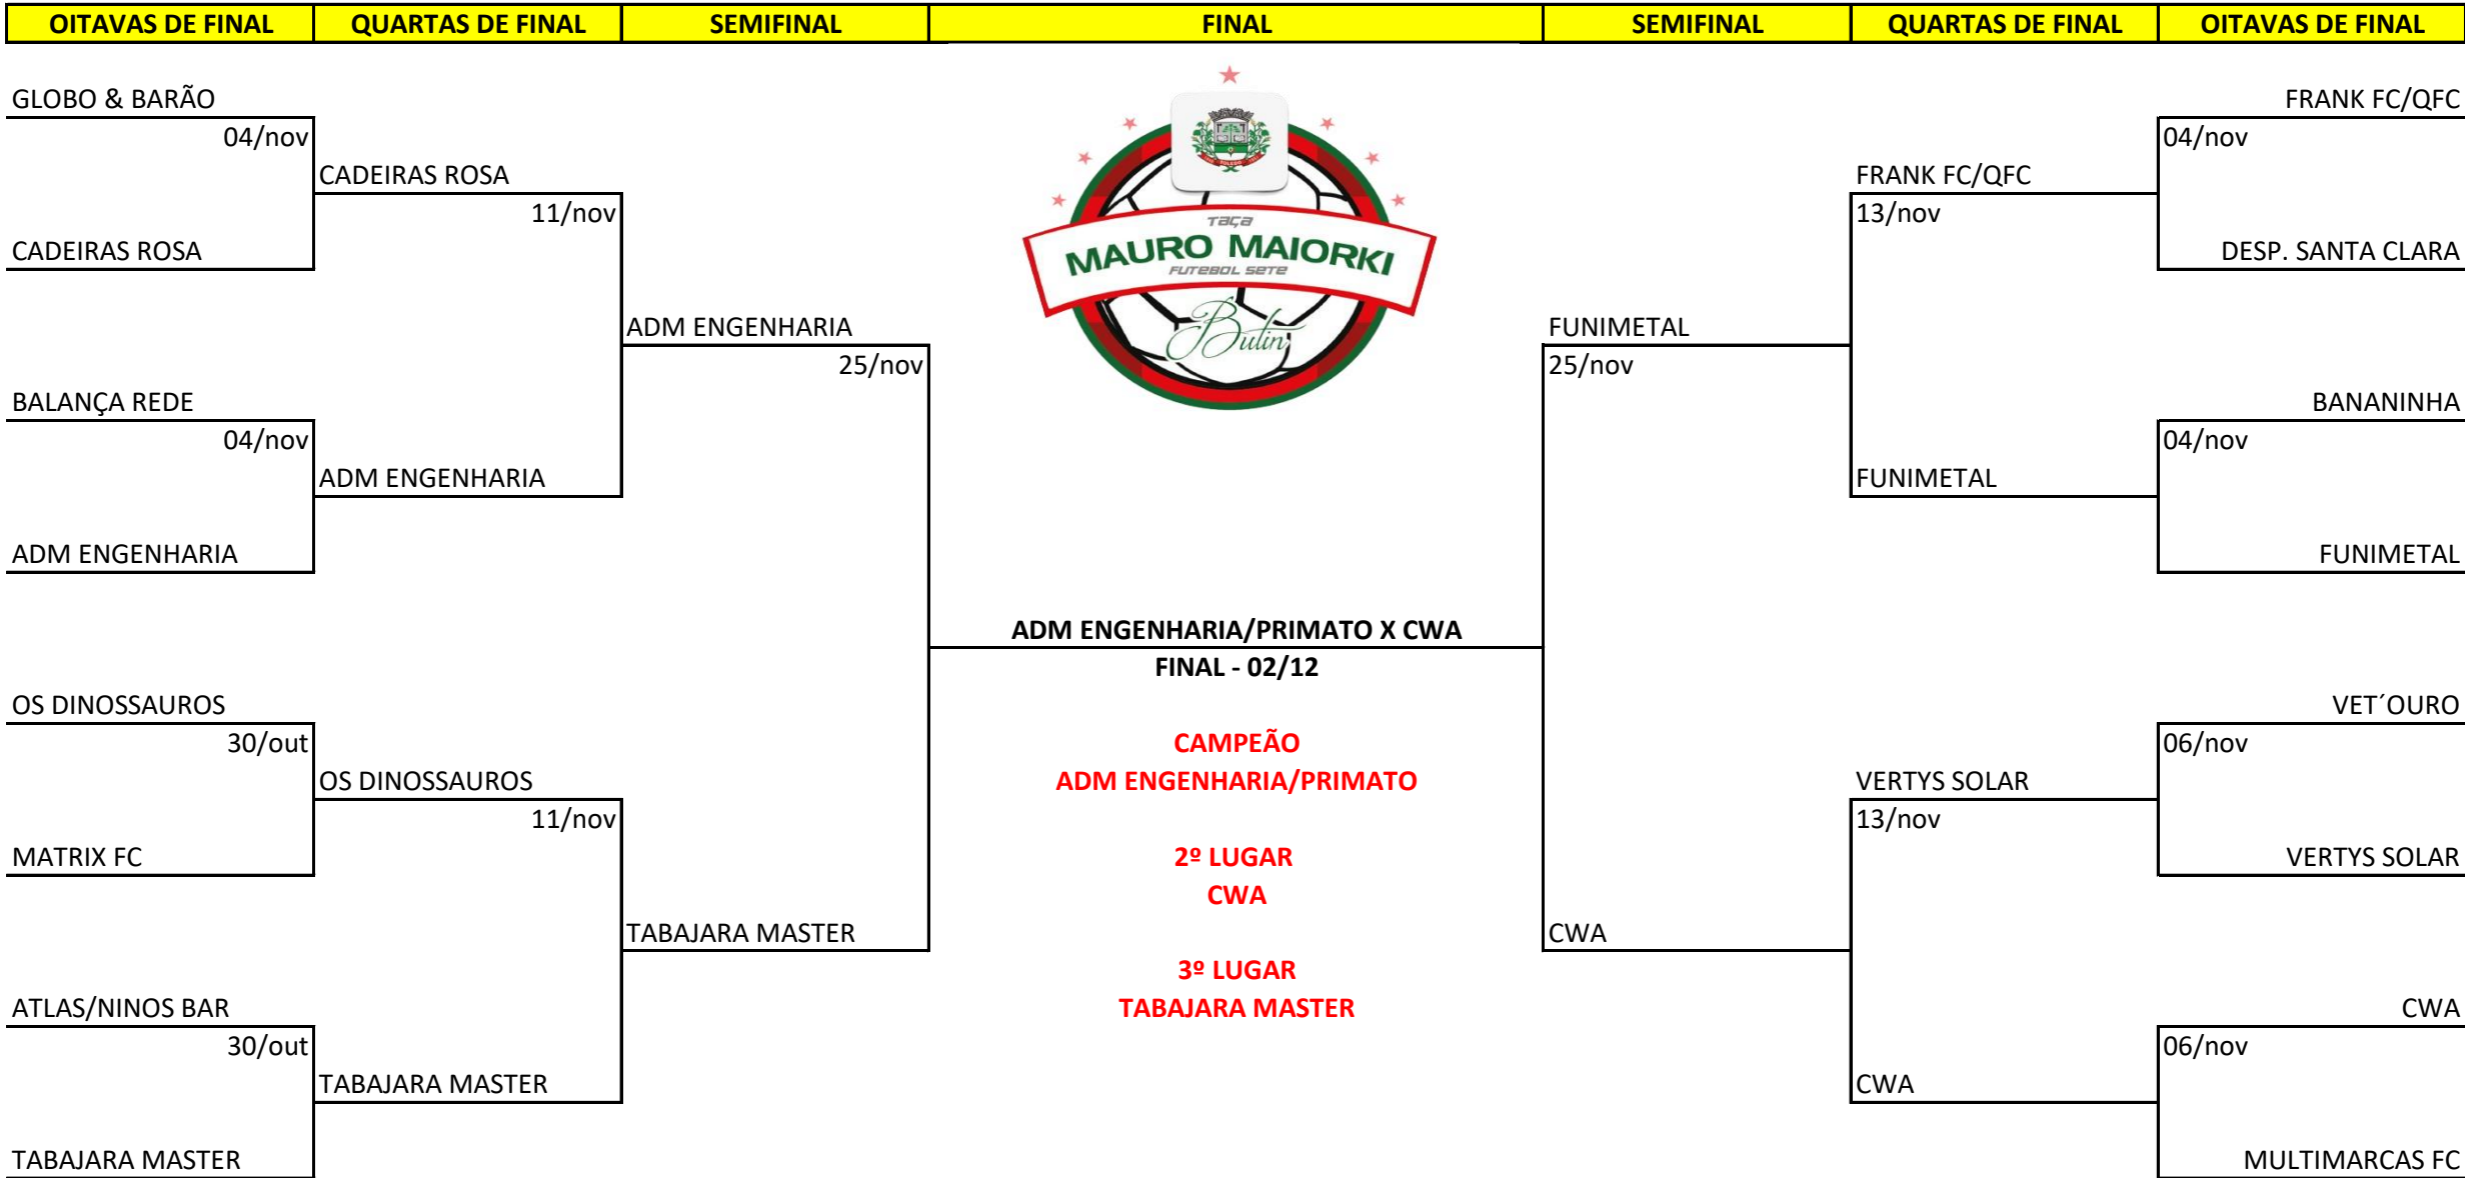 OITAVAS DE FINAL QUARTAS DE FINAL SEMIFINAL FINAL SEMIFINAL QUARTAS DE FINAL OITAVAS DE FINAL
GLOBO & BARÃO
04/nov
CADEIRAS ROSA
11/nov
CADEIRAS ROSA
ADM ENGENHARIA
25/nov
BALANÇA REDE
04/nov
ADM ENGENHARIA
ADM ENGENHARIA
OS DINOSSAUROS
30/out
OS DINOSSAUROS
11/nov
MATRIX FC
TABAJARA MASTER
ATLAS/NINOS BAR
30/out
TABAJARA MASTER
TABAJARA MASTER
TAÇA
MAURO MAIORKI
FUTEBOL SETE
Butin
ADM ENGENHARIA/PRIMATO X CWA
FINAL - 02/12
CAMPEÃO
ADM ENGENHARIA/PRIMATO
2º LUGAR
CWA
3º LUGAR
TABAJARA MASTER
FRANK FC/QFC
04/nov
FRANK FC/QFC
13/nov
DESP. SANTA CLARA
FUNIMETAL
25/nov
BANANINHA
04/nov
FUNIMETAL
FUNIMETAL
VET´OURO
06/nov
VERTYS SOLAR
13/nov
VERTYS SOLAR
CWA
CWA
06/nov
CWA
MULTIMARCAS FC